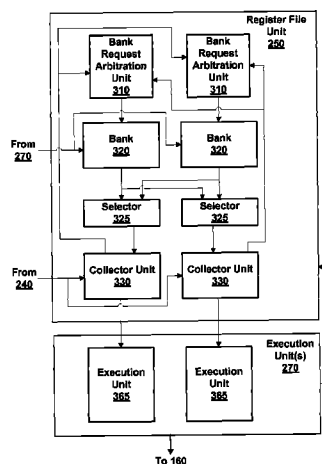 Register File
Unit
250
Bank
Request
Arbitration
Unit
310
Bank
Request
Arbitration
Unit
310
From
270
Bank
320
Bank
320
Selector
325
Selector
325
From
240
Collector Unit
330
Collector Unit
330
Execution
Unit(s)
270
Execution
Unit
365
Execution
Unit
365
To 160